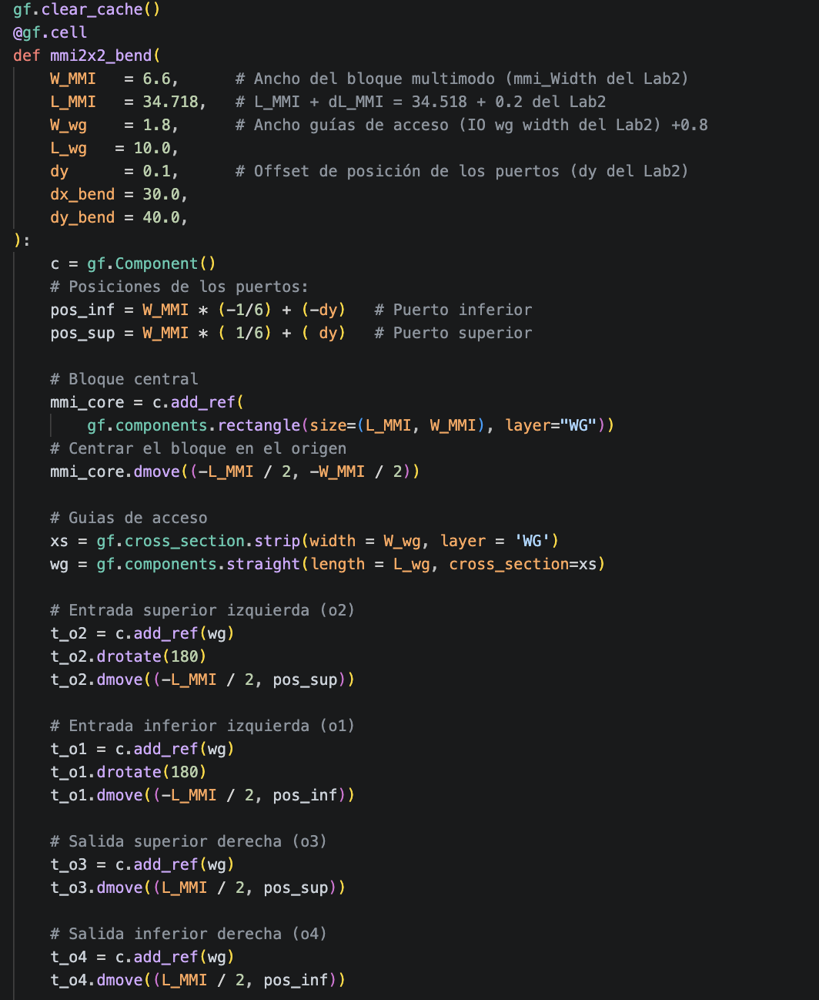 gf.clear_cache()
@gf.cell
def mmi2x2_bend(
    W_MMI   = 6.6,      # Ancho del bloque multimodo (mmi_Width del Lab2)
    L_MMI   = 34.718,   # L_MMI + dL_MMI = 34.518 + 0.2 del Lab2
    W_wg    = 1.8,      # Ancho guías de acceso (IO wg width del Lab2) +0.8
    L_wg   = 10.0,
    dy      = 0.1,      # Offset de posición de los puertos (dy del Lab2)
    dx_bend = 30.0,
    dy_bend = 40.0,
):
    c = gf.Component()
    # Posiciones de los puertos:
    pos_inf = W_MMI * (-1/6) + (-dy)   # Puerto inferior
    pos_sup = W_MMI * ( 1/6) + ( dy)   # Puerto superior

    # Bloque central
    mmi_core = c.add_ref(
        gf.components.rectangle(size=(L_MMI, W_MMI), layer="WG"))
    # Centrar el bloque en el origen
    mmi_core.dmove((-L_MMI / 2, -W_MMI / 2))

    # Guias de acceso
    xs = gf.cross_section.strip(width = W_wg, layer = 'WG')
    wg = gf.components.straight(length = L_wg, cross_section=xs)

    # Entrada superior izquierda (o2)
    t_o2 = c.add_ref(wg)
    t_o2.drotate(180)
    t_o2.dmove((-L_MMI / 2, pos_sup))

    # Entrada inferior izquierda (o1)
    t_o1 = c.add_ref(wg)
    t_o1.drotate(180)
    t_o1.dmove((-L_MMI / 2, pos_inf))

    # Salida superior derecha (o3)
    t_o3 = c.add_ref(wg)
    t_o3.dmove((L_MMI / 2, pos_sup))

    # Salida inferior derecha (o4)
    t_o4 = c.add_ref(wg)
    t_o4.dmove((L_MMI / 2, pos_inf))